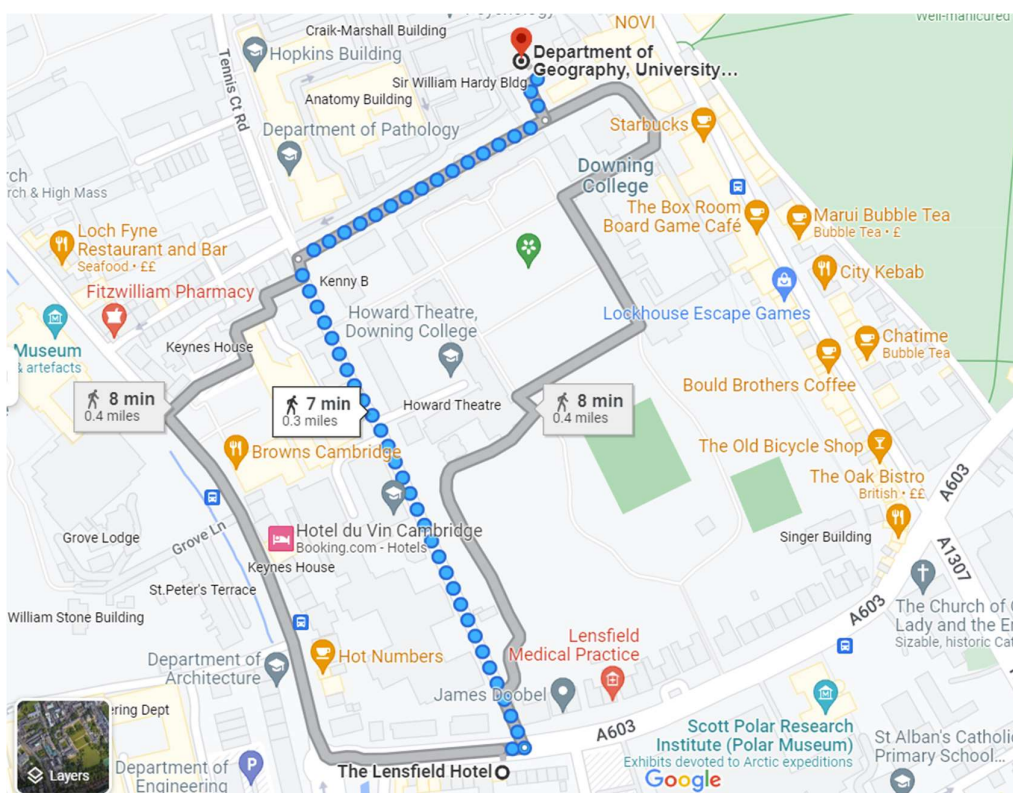 Craik-Marshall Building
NOVI
Hopkins Building
Department of
Geography, University...
Sir William Hardy Bldg
Tennis Ct Rd
Anatomy Building
Department of Pathology
Starbucks
Downing
College
Loch Fyne
Restaurant and Bar
Seafood • ££
The Box Room
Board Game Café
Marui Bubble Tea
Bubble Tea • £
rch & High Mass
Kenny B
City Kebab
Fitzwilliam Pharmacy
Howard Theatre,
Downing College
Lockhouse Escape Games
Museum
& artefacts
Keynes House
Chatime
Bubble Tea
Bould Brothers Coffee
8 min
0.4 miles
7 min
0.3 miles
Howard Theatre
8 min
0.4 miles
Browns Cambridge
The Old Bicycle Shop
The Oak Bistro
British • ££
A603
Hotel du Vin Cambridge
Booking.com - Hotels
Grove Lodge
Grove Ln
Singer Building
A1307
Keynes House
St.Peter's Terrace
William Stone Building
A603
The Church of
Lady and the
Sizable, historic
Lensfield
Medical Practice
Department of
Architecture
Hot Numbers
James Doobel
ering Dept
A603
Scott Polar Research
Institute (Polar Museum)
Exhibits devoted to Arctic expeditions
St Alban's Catholic
Primary School...
Layers
Department of
Engineering
P
The Lensfield Hotel
Google